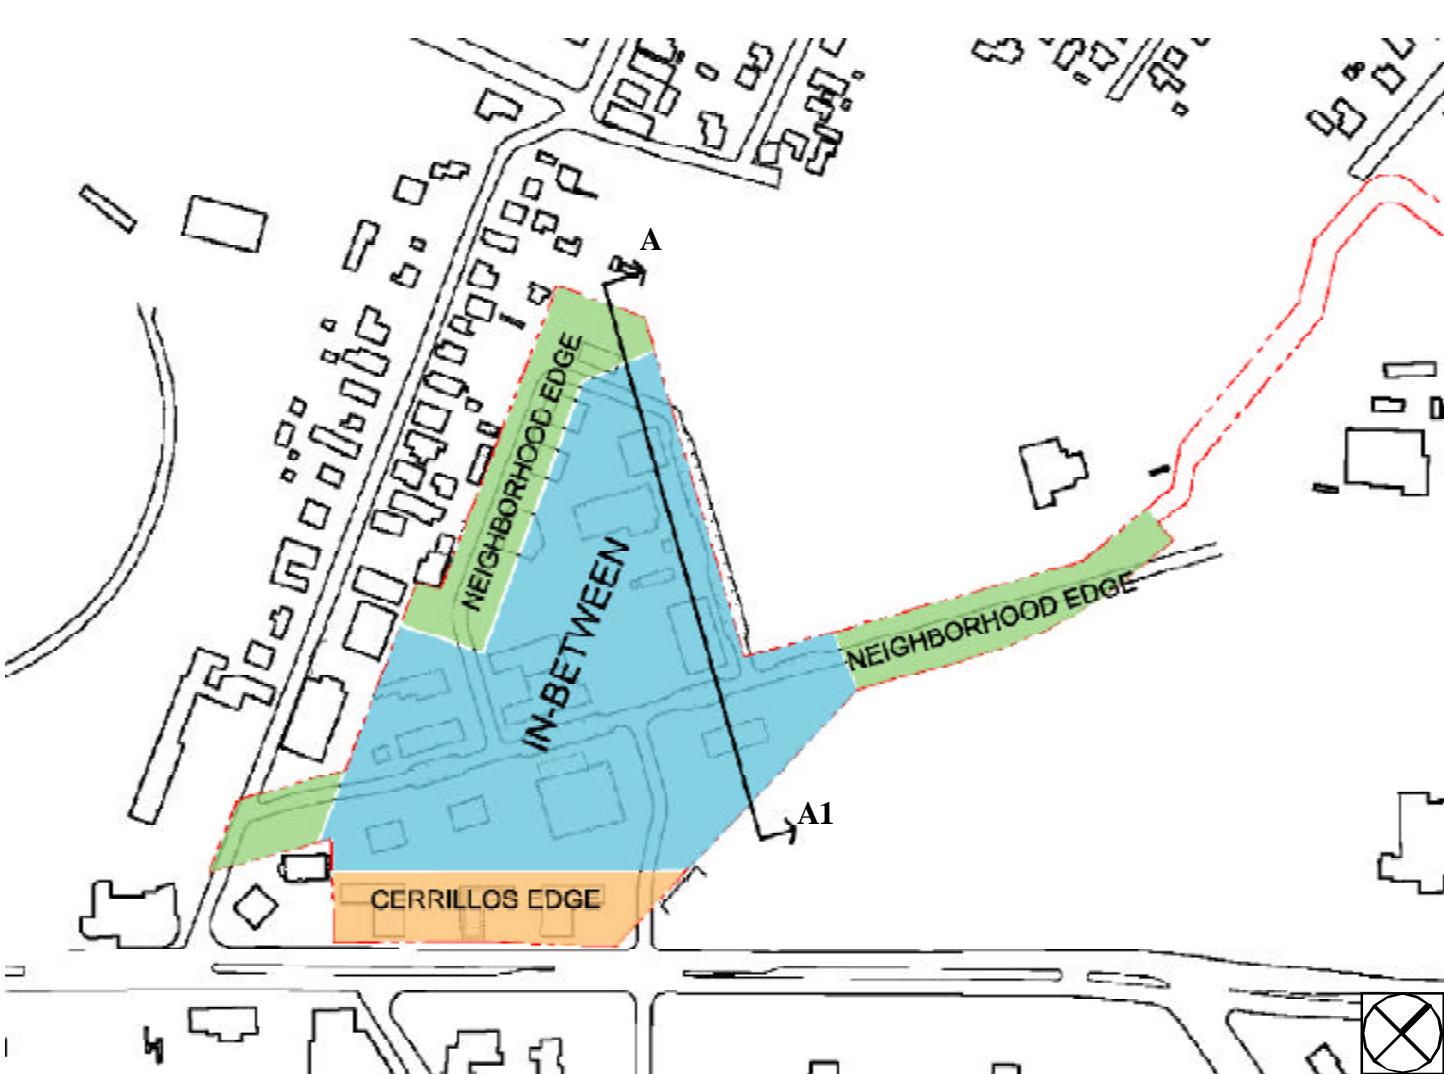 A
NEIGHBORHOOD EDGE
IN-BETWEEN
NEIGHBORHOOD EDGE
A1
CERRILLOS EDGE